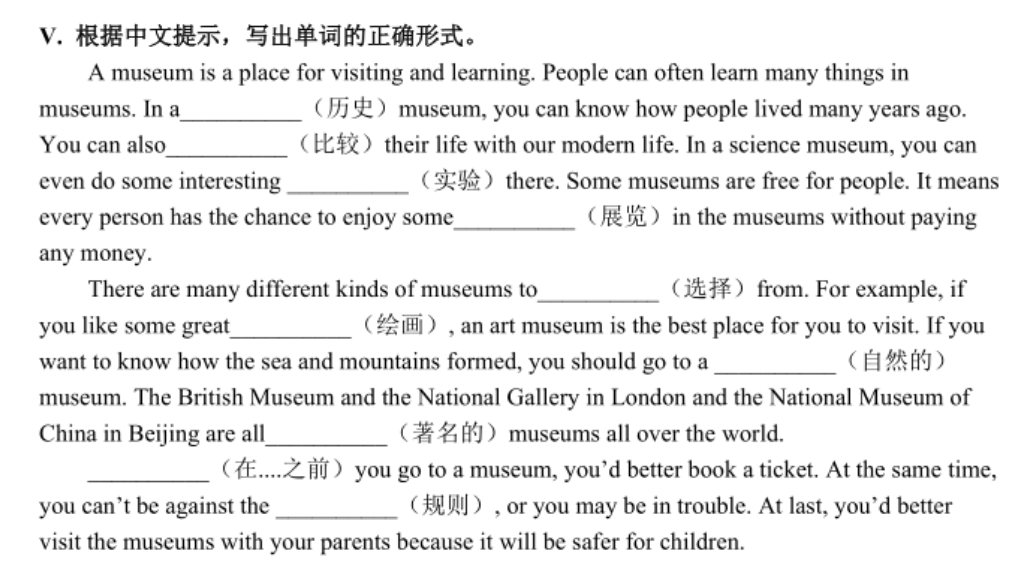 V. 根据中文提示，写出单词的正确形式。
A museum is a place for visiting and learning. People can often learn many things in
museums. In a__________（历史）museum, you can know how people lived many years ago.
You can also__________（比较）their life with our modern life. In a science museum, you can
even do some interesting __________（实验）there. Some museums are free for people. It means
every person has the chance to enjoy some__________（展览）in the museums without paying
any money.
There are many different kinds of museums to__________（选择）from. For example, if
you like some great__________（绘画）, an art museum is the best place for you to visit. If you
want to know how the sea and mountains formed, you should go to a __________（自然的）
museum. The British Museum and the National Gallery in London and the National Museum of
China in Beijing are all__________（著名的）museums all over the world.
__________（在....之前）you go to a museum, you’d better book a ticket. At the same time,
you can’t be against the __________（规则）, or you may be in trouble. At last, you’d better
visit the museums with your parents because it will be safer for children.